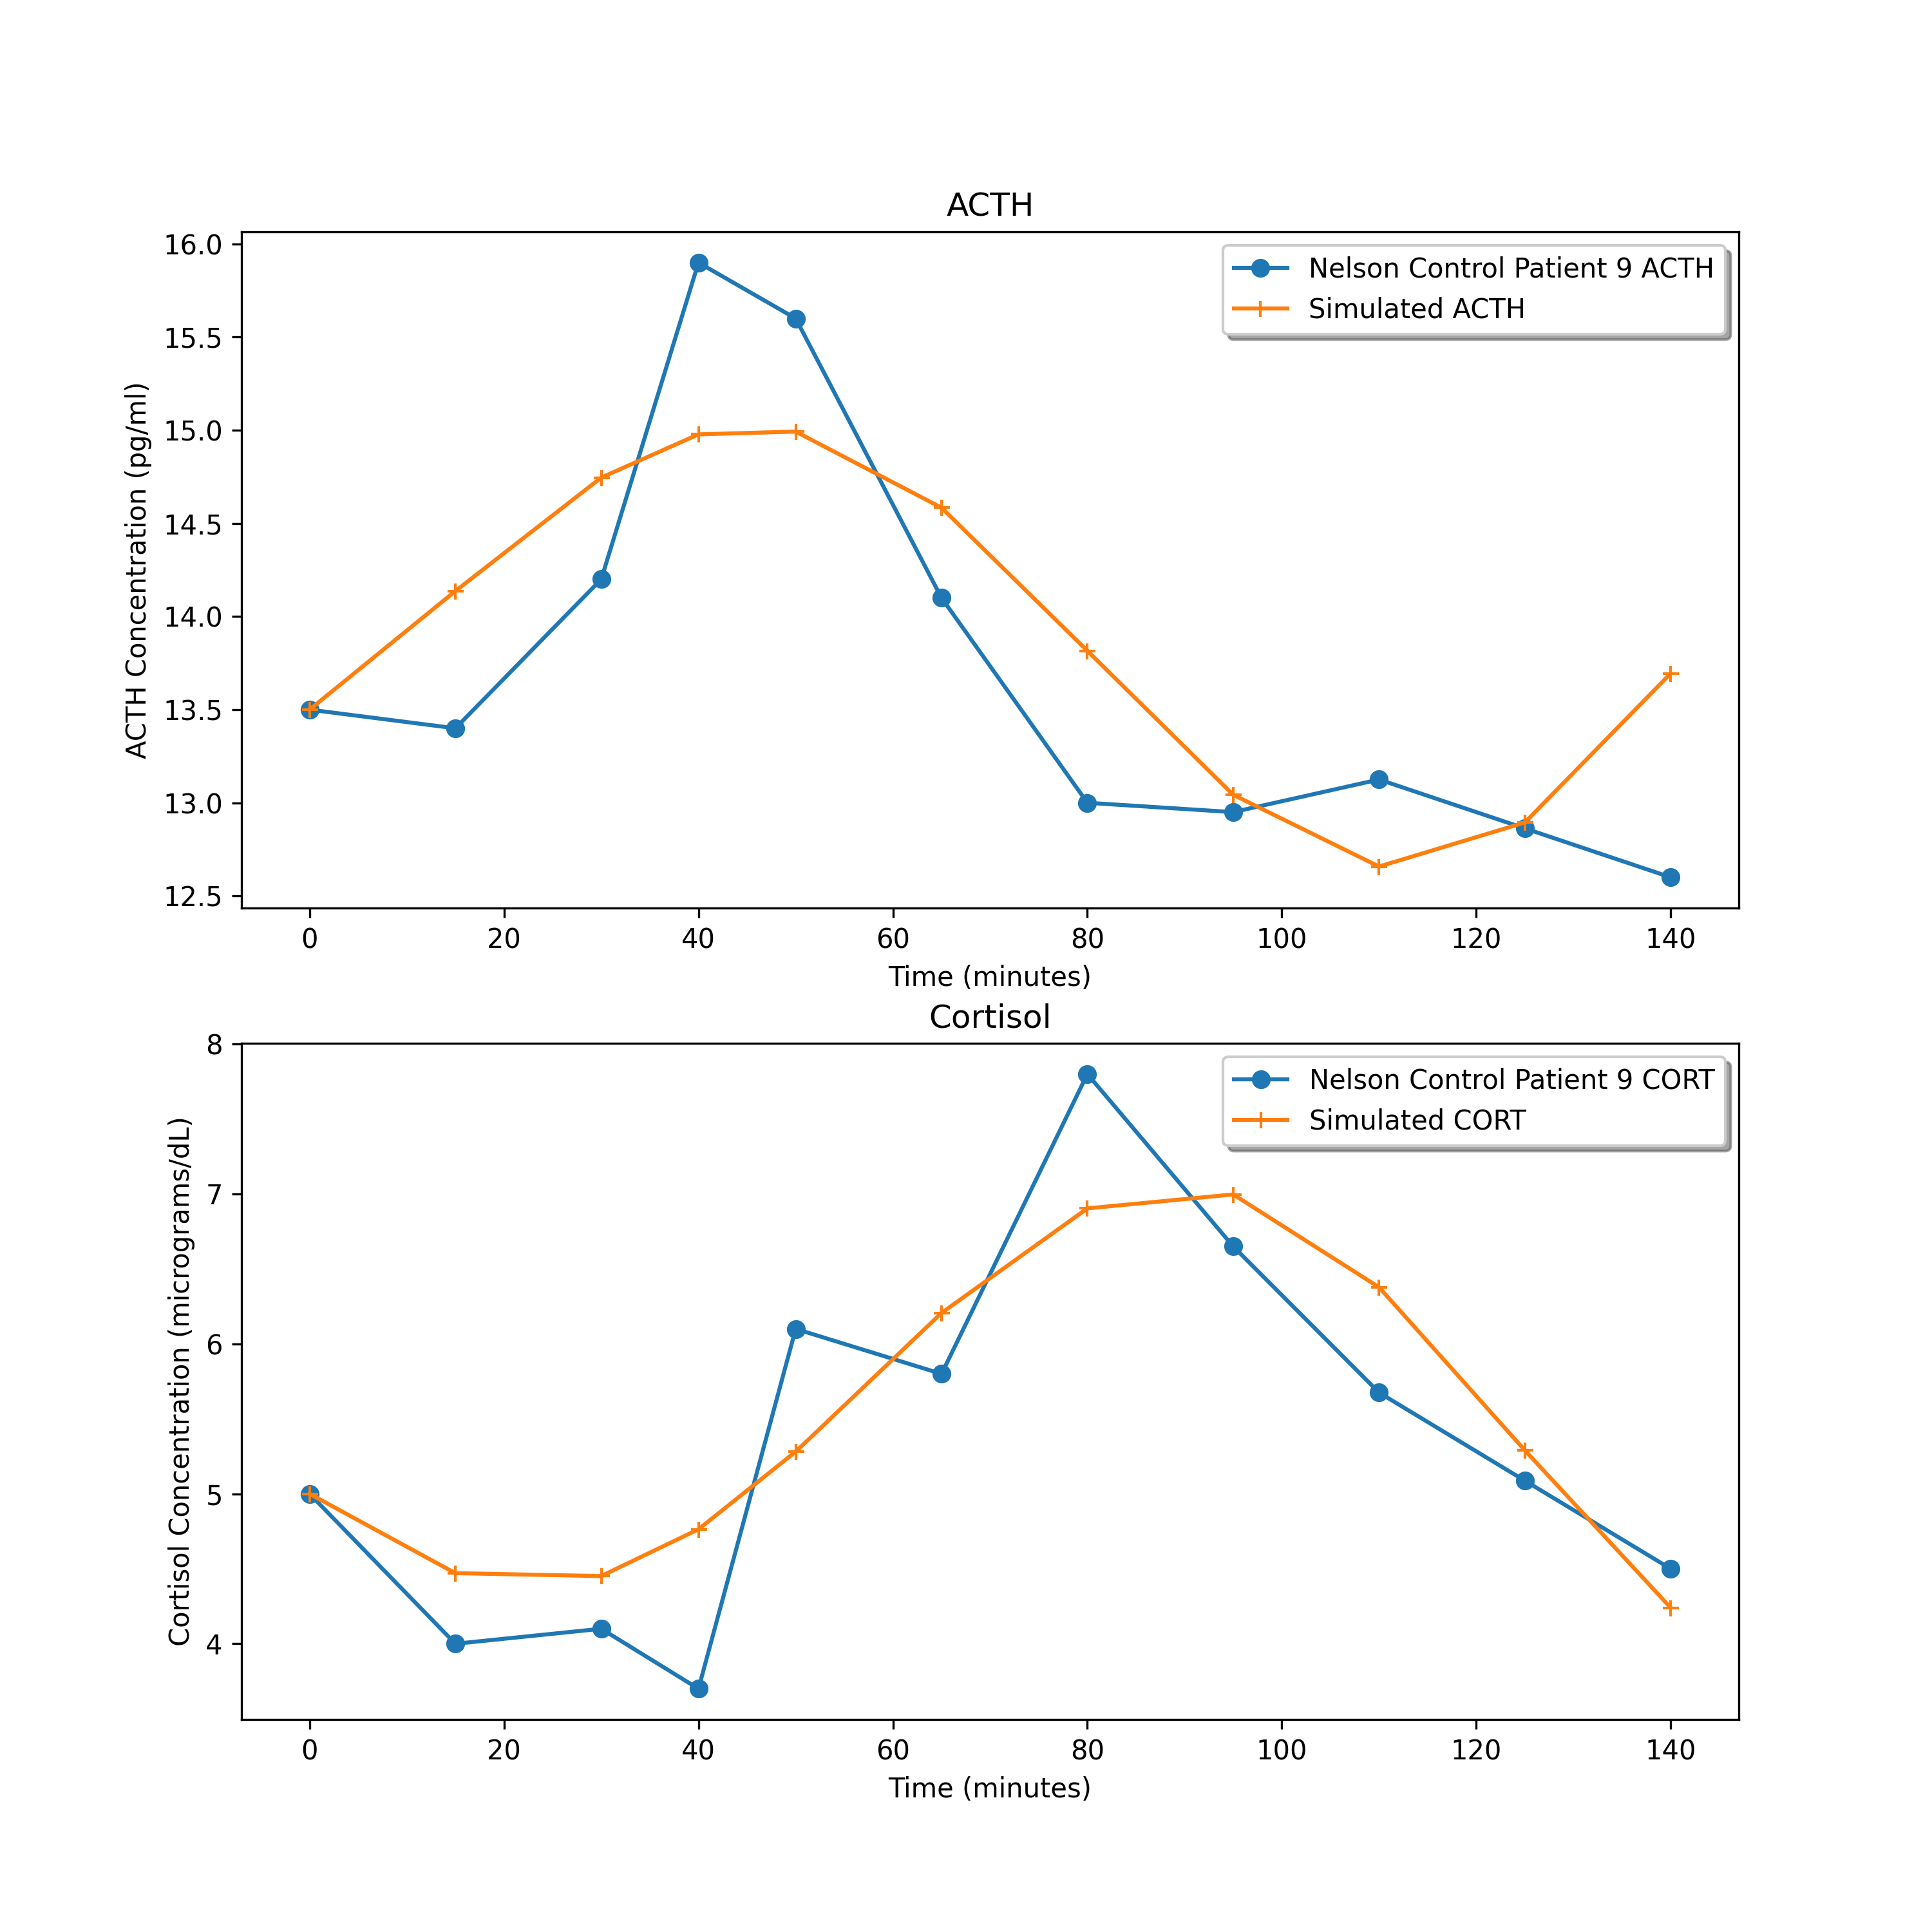 ACTH
16.0
15.5
15.0
14.5
14.0
13.5
13.0
12.5
ACTH Concentration (pg/ml)
Nelson Control Patient 9 ACTH
Simulated ACTH
0 20 40 60 80 100 120 140
Time (minutes)
Cortisol
8
7
6
5
4
Cortisol Concentration (micrograms/dL)
Nelson Control Patient 9 CORT
Simulated CORT
0 20 40 60 80 100 120 140
Time (minutes)